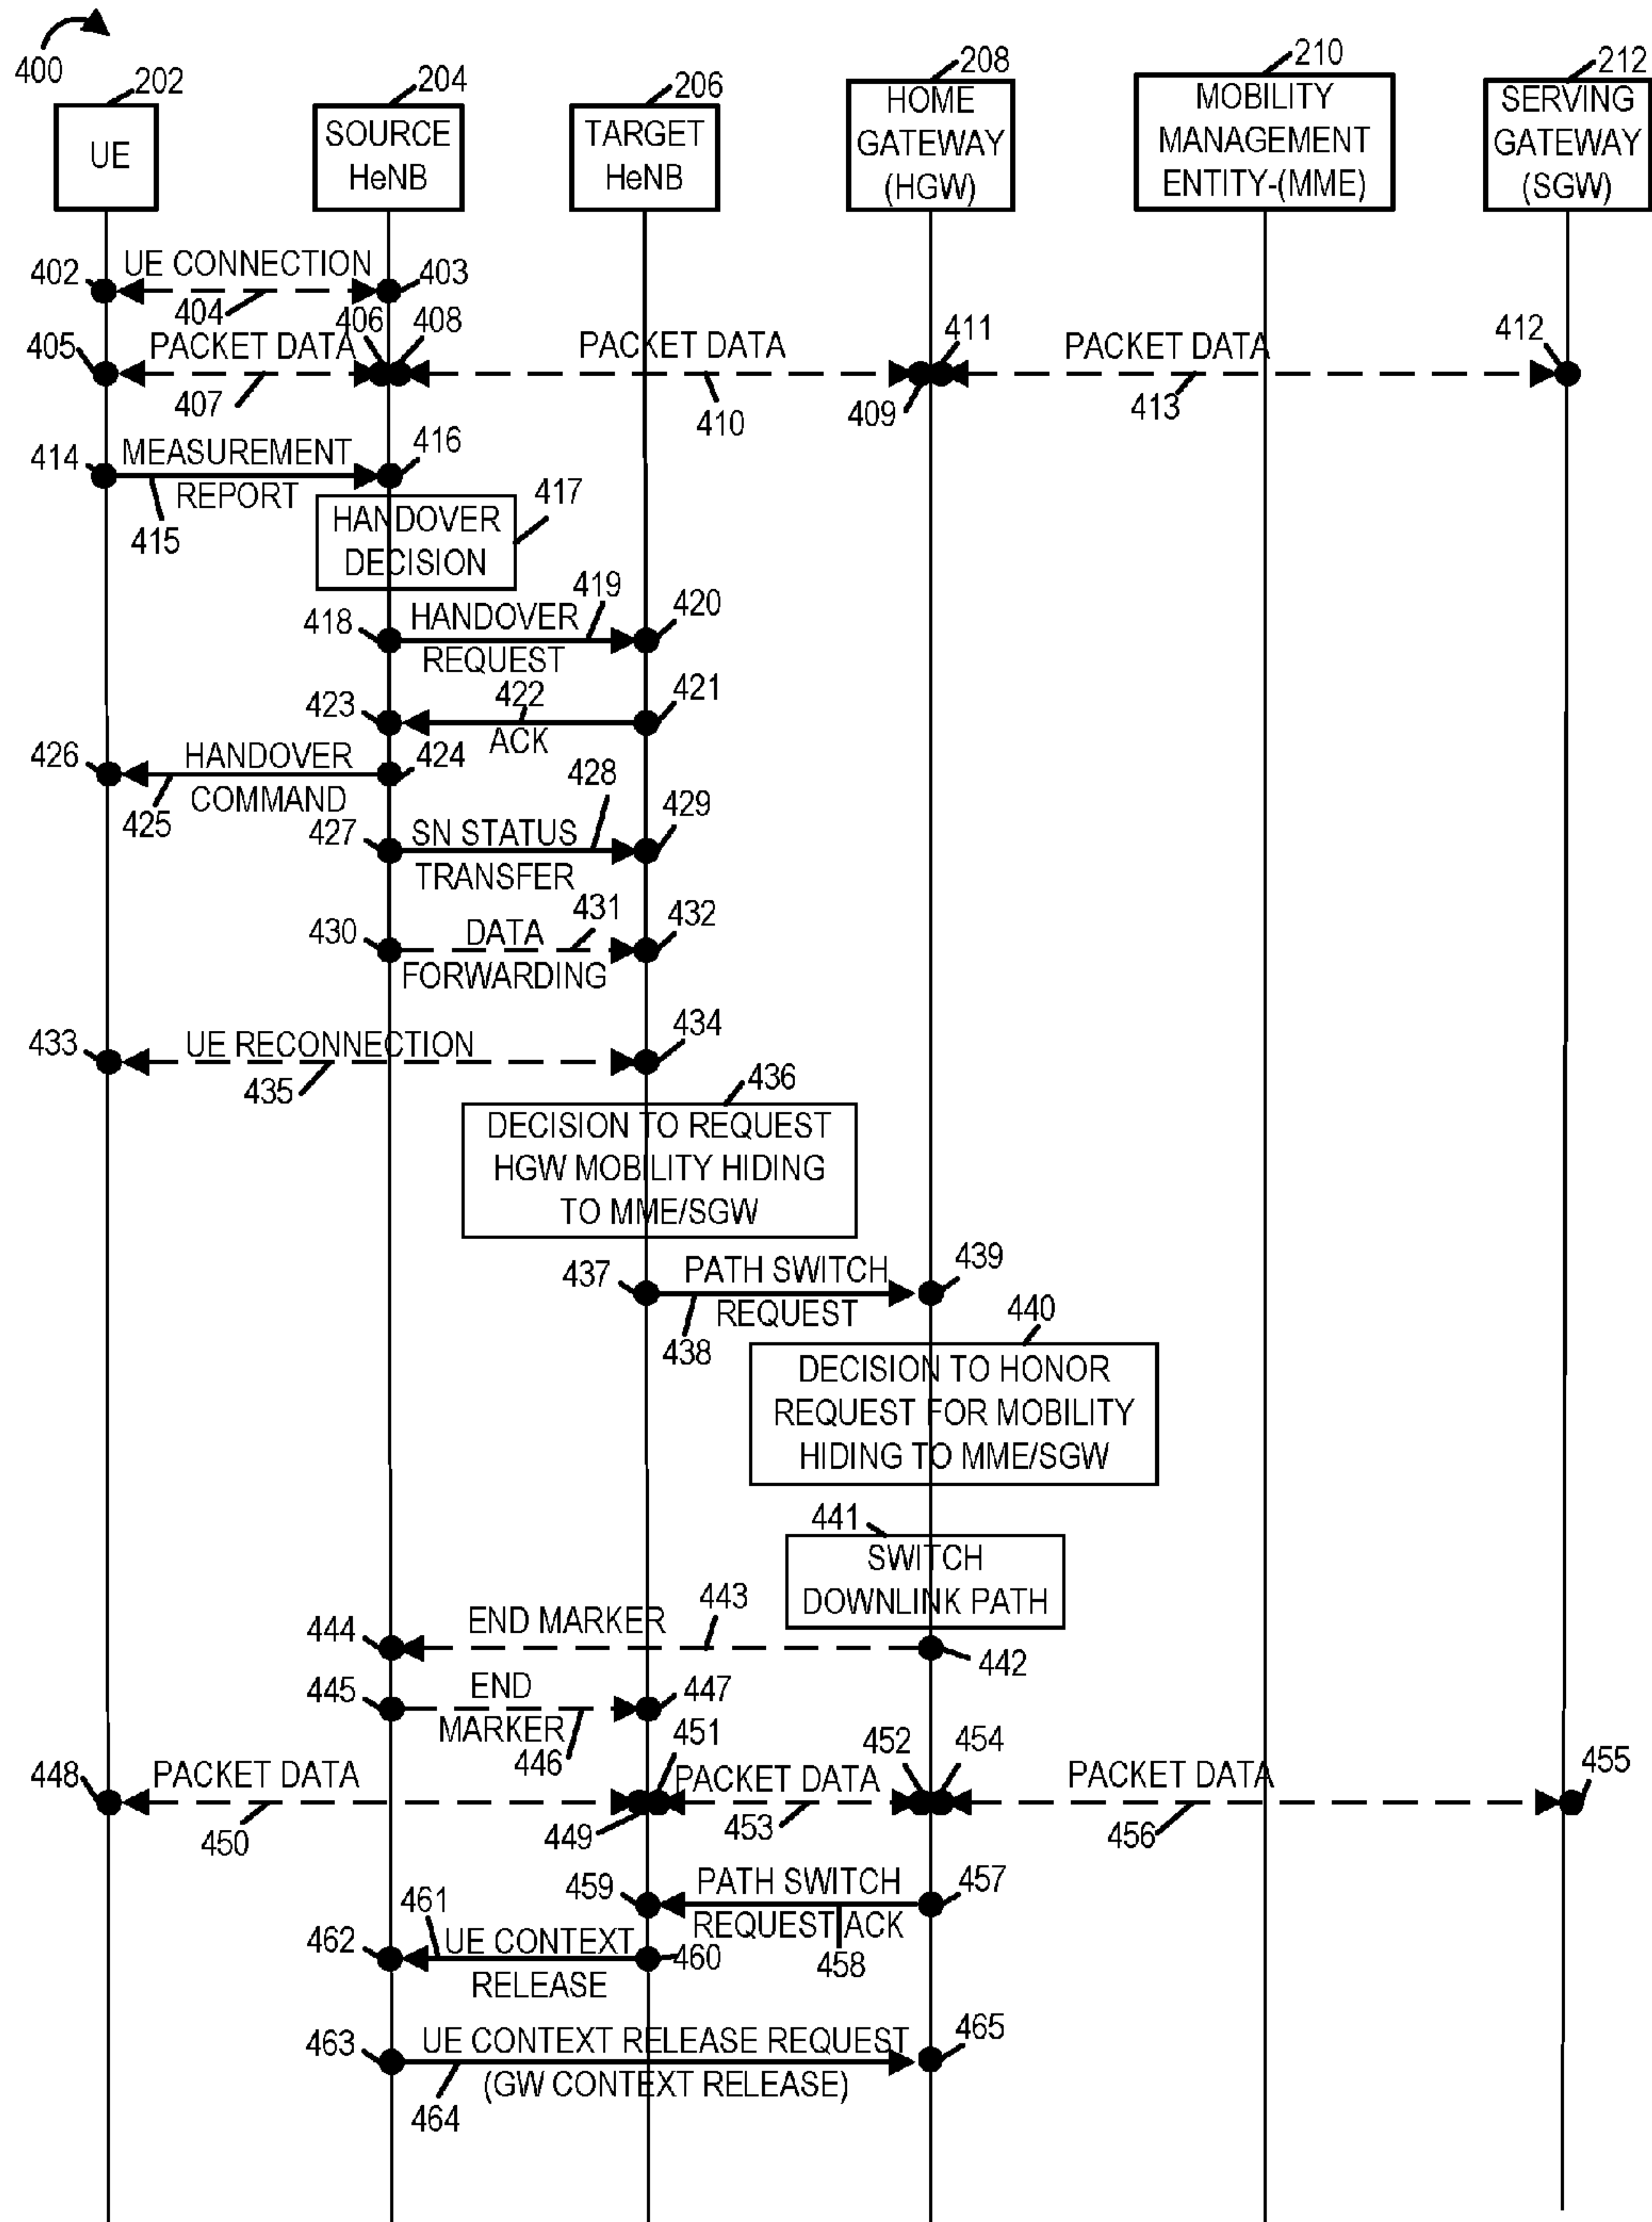 400
202
204
206
208
210
212
UE
SOURCE
HeNB
TARGET
HeNB
HOME
GATEWAY
(HGW)
MOBILITY
MANAGEMENT
ENTITY-(MME)
SERVING
GATEWAY
(SGW)
402
UE CONNECTION
403
404
405
PACKET DATA
406
408
PACKET DATA
411
PACKET DATA
412
407
410
409
413
414
MEASUREMENT
REPORT
416
415
417
HANDOVER
DECISION
418
HANDOVER
REQUEST
419
420
423
422
ACK
421
426
HANDOVER
COMMAND
424
425
427
SN STATUS
TRANSFER
428
429
430
DATA
FORWARDING
431
432
433
UE RECONNECTION
434
435
436
DECISION TO REQUEST
HGW MOBILITY HIDING
TO MME/SGW
437
PATH SWITCH
REQUEST
439
438
440
DECISION TO HONOR
REQUEST FOR MOBILITY
HIDING TO MME/SGW
441
SWITCH
DOWNLINK PATH
444
END MARKER
443
442
445
END
MARKER
447
446
448
PACKET DATA
451
PACKET DATA
452
454
PACKET DATA
455
450
449
453
456
459
PATH SWITCH
REQUEST ACK
457
458
461
462
UE CONTEXT
RELEASE
460
463
UE CONTEXT RELEASE REQUEST
(GW CONTEXT RELEASE)
465
464